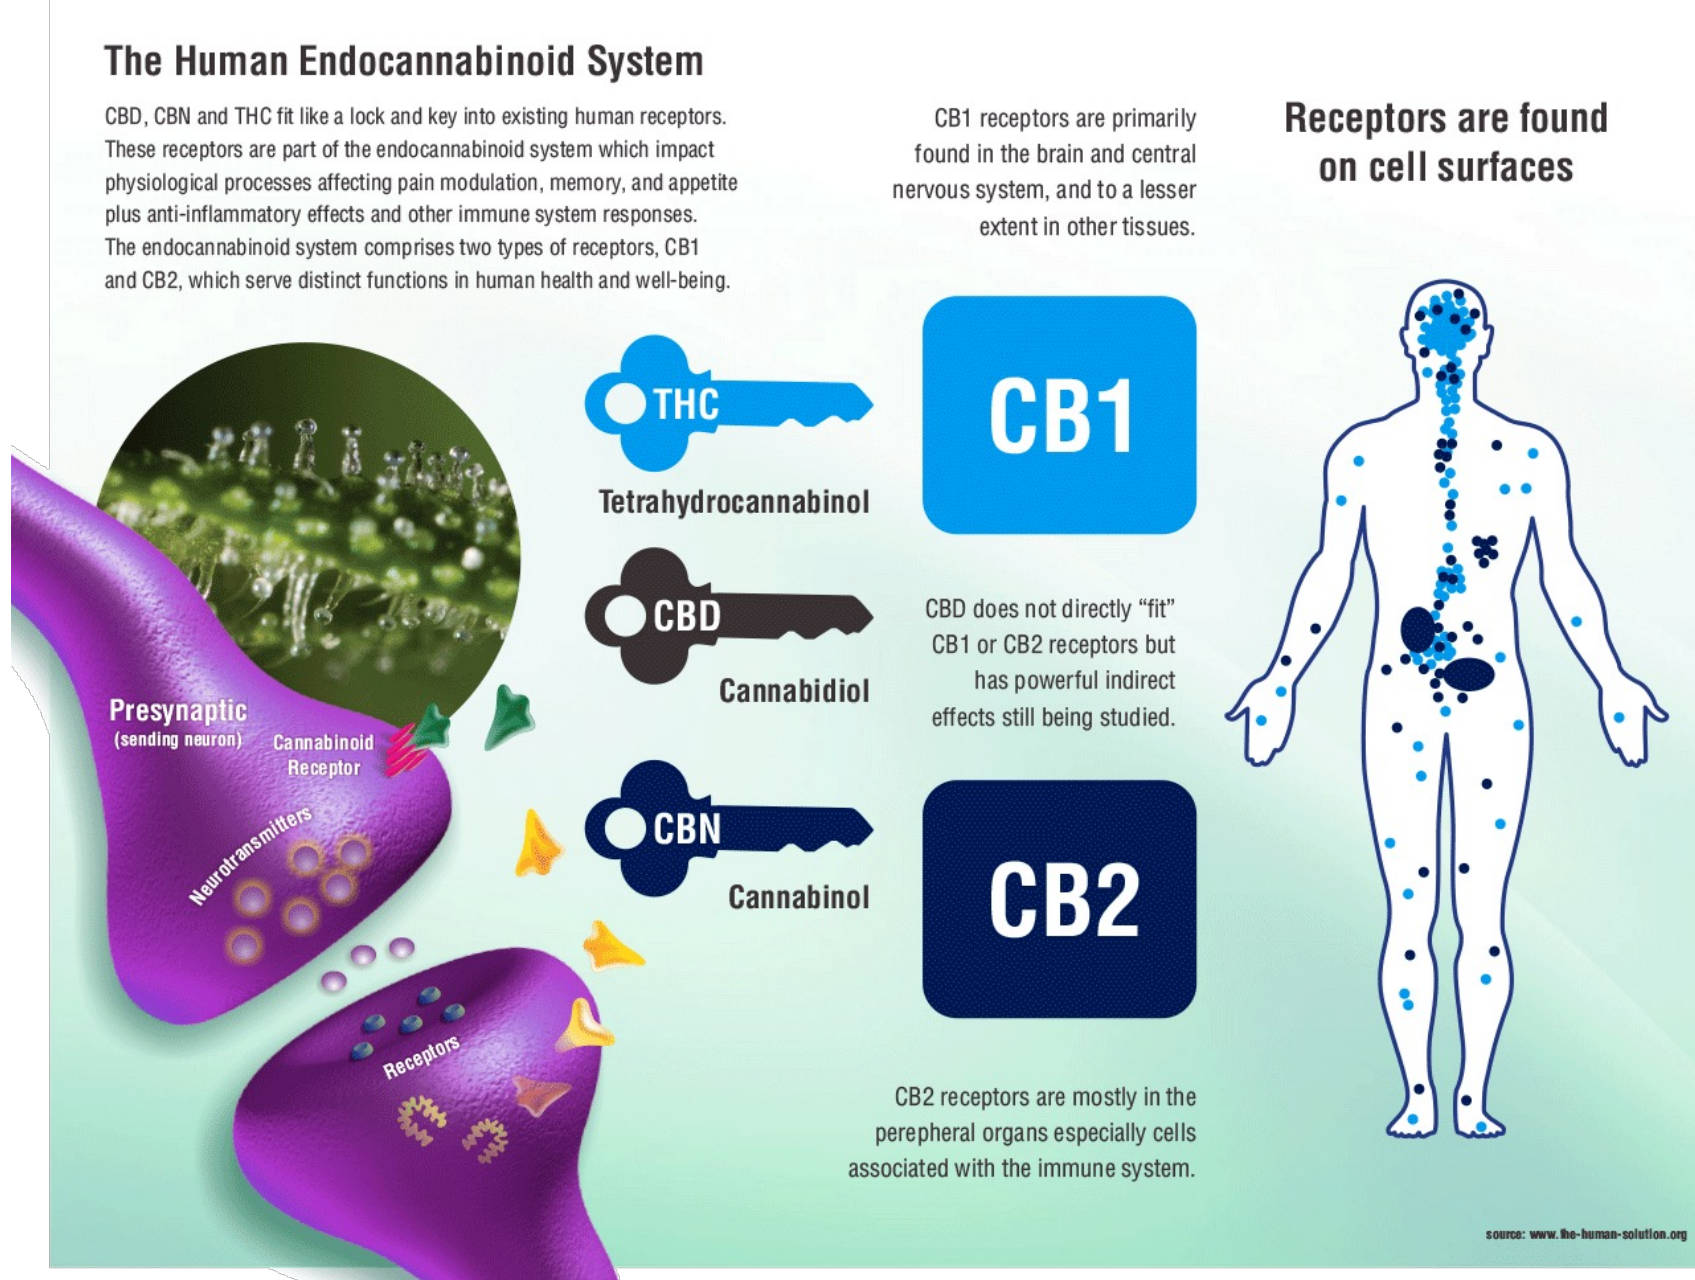 The Human Endocannabinoid System
CBD, CBN and THC fit like a lock and key into existing human receptors.
These receptors are part of the endocannabinoid system which impact
physiological processes affecting pain modulation, memory, and appetite
plus anti-inflammatory effects and other immune system responses.
The endocannabinoid system comprises two types of receptors, CB1
and CB2, which serve distinct functions in human health and well-being.
CB1 receptors are primarily
found in the brain and central
nervous system, and to a lesser
extent in other tissues.
Receptors are found
on cell surfaces
THC
Tetrahydrocannabinol
CB1
CBD
Cannabidiol
CBD does not directly “fit”
CB1 or CB2 receptors but
has powerful indirect
effects still being studied.
CBN
Cannabinol
CB2
CB2 receptors are mostly in the
perepheral organs especially cells
associated with the immune system.
Presynaptic
(sending neuron)
Cannabinoid
Receptor
Neurotransmitters
Receptors
source: www.the-human-solution.org